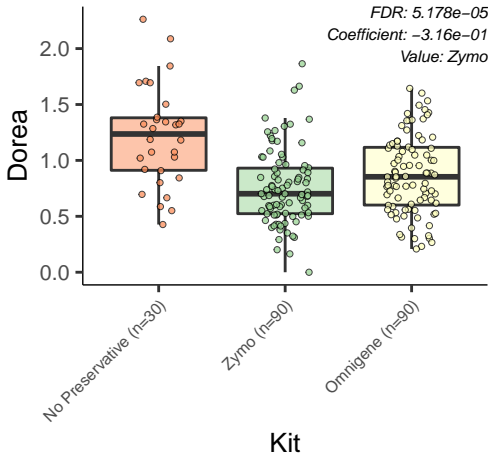 FDR: 5.178e−05
Coefficient: −3.16e−01
Value: Zymo
2.0
1.5
1.0
0.5
0.0
Dorea
No Preservative (n=30)
Zymo (n=90)
Omnigene (n=90)
Kit